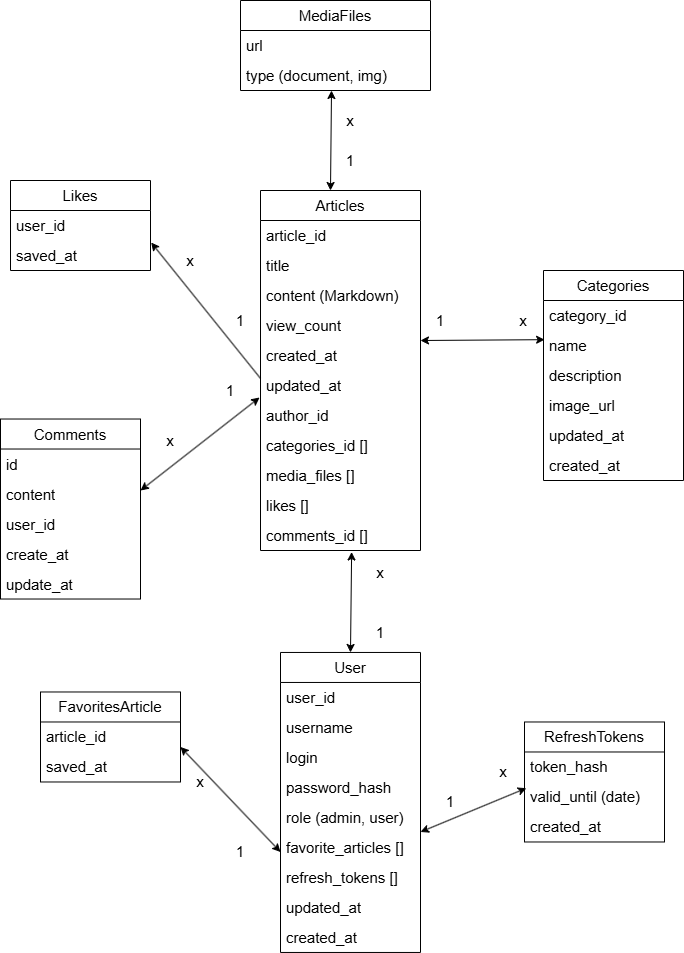 MediaFiles
url
type (document, img)
x
1
Likes
user_id
saved_at
x
1
Articles
article_id
title
content (Markdown)
view_count
created_at
updated_at
author_id
categories_id []
media_files []
likes []
comments_id []
1
x
Categories
category_id
name
description
image_url
updated_at
created_at
Comments
id
content
user_id
create_at
update_at
x
1
x
1
User
user_id
username
login
password_hash
role (admin, user)
favorite_articles []
refresh_tokens []
updated_at
created_at
FavoritesArticle
article_id
saved_at
x
1
RefreshTokens
token_hash
valid_until (date)
created_at
x
1